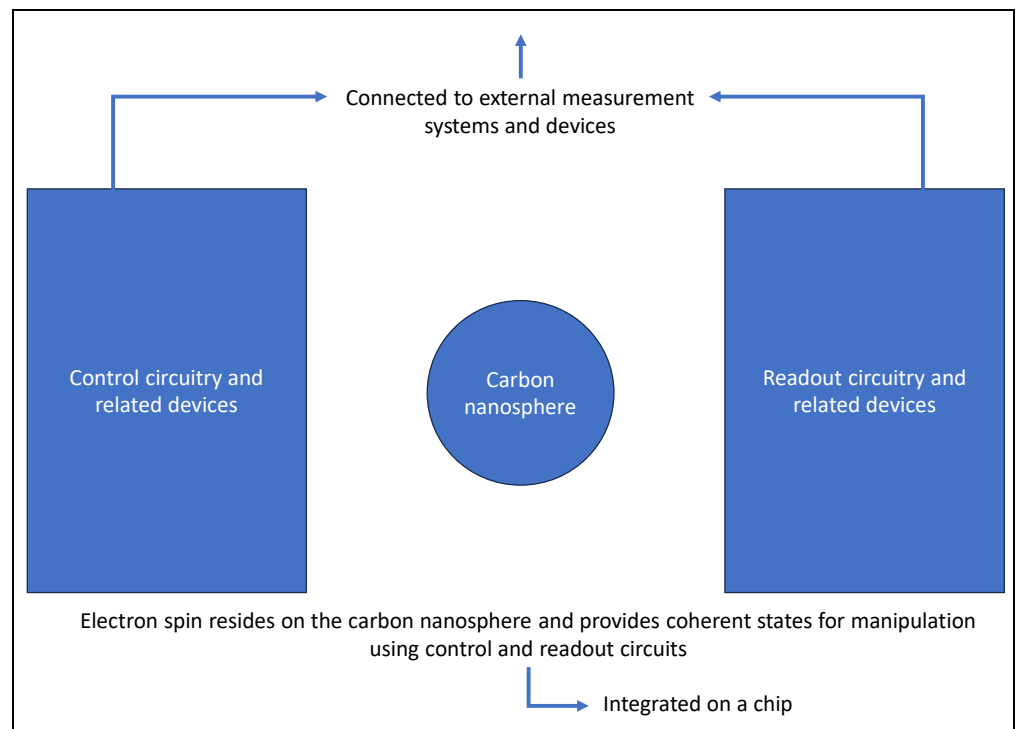 Connected to external measurement
systems and devices
Control circuitry and
related devices
Carbon
nanosphere
Readout circuitry and
related devices
Electron spin resides on the carbon nanosphere and provides coherent states for manipulation
using control and readout circuits
Integrated on a chip